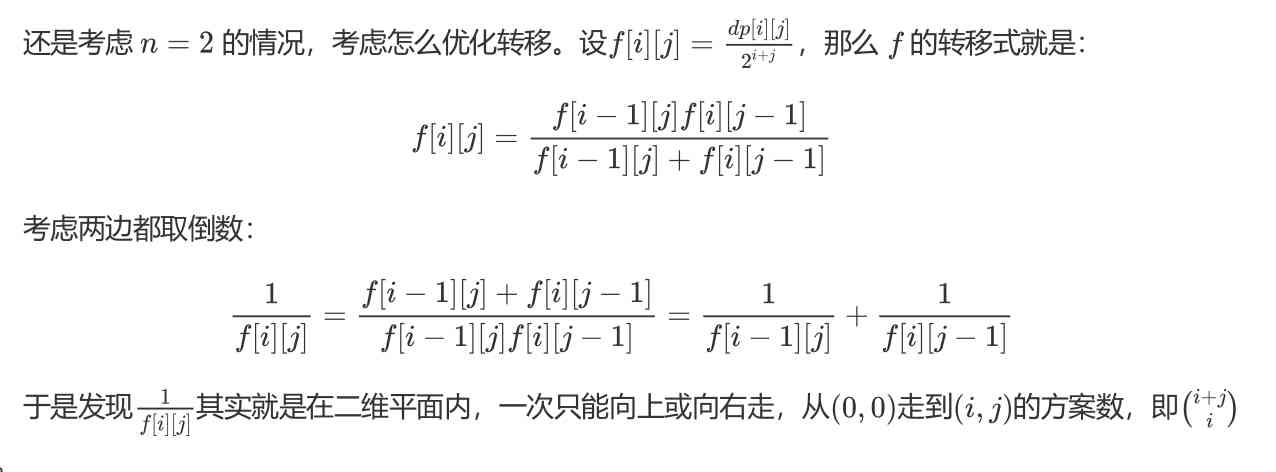 还是考虑 n = 2 的情况，考虑怎么优化转移。设f[i][j] = \frac{dp[i][j]}{2^{i+j}}，那么 f 的转移式就是：
f[i][j] = \frac{f[i-1][j]f[i][j-1]}{f[i-1][j]+f[i][j-1]}
考虑两边都取倒数：
\frac{1}{f[i][j]} = \frac{f[i-1][j]+f[i][j-1]}{f[i-1][j]f[i][j-1]} = \frac{1}{f[i-1][j]} + \frac{1}{f[i][j-1]}
于是发现\frac{1}{f[i][j]}其实就是在二维平面内，一次只能向上或向右走，从(0,0)走到(i,j)的方案数，即\binom{i+j}{i}